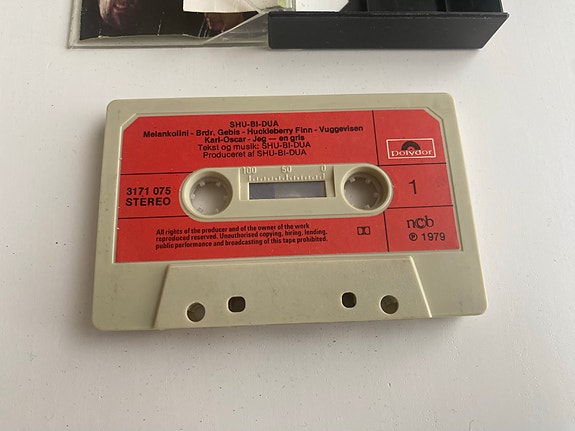 SHU-BI-DUA
Melankolini - Brdr. Gebis - Huckleberry Finn - Vuggevisen
Karl-Oscar - Jeg — en gris
Tekst og musik: SHU-BI-DUA
Produceret af SHU-BI-DUA
polydor
100 50 0
3171 075
STEREO
1
All rights of the producer and of the owner of the work
reproduced reserved. Unauthorised copying, hiring, lending,
public performance and broadcasting of this tape prohibited.
ncb
℗ 1979